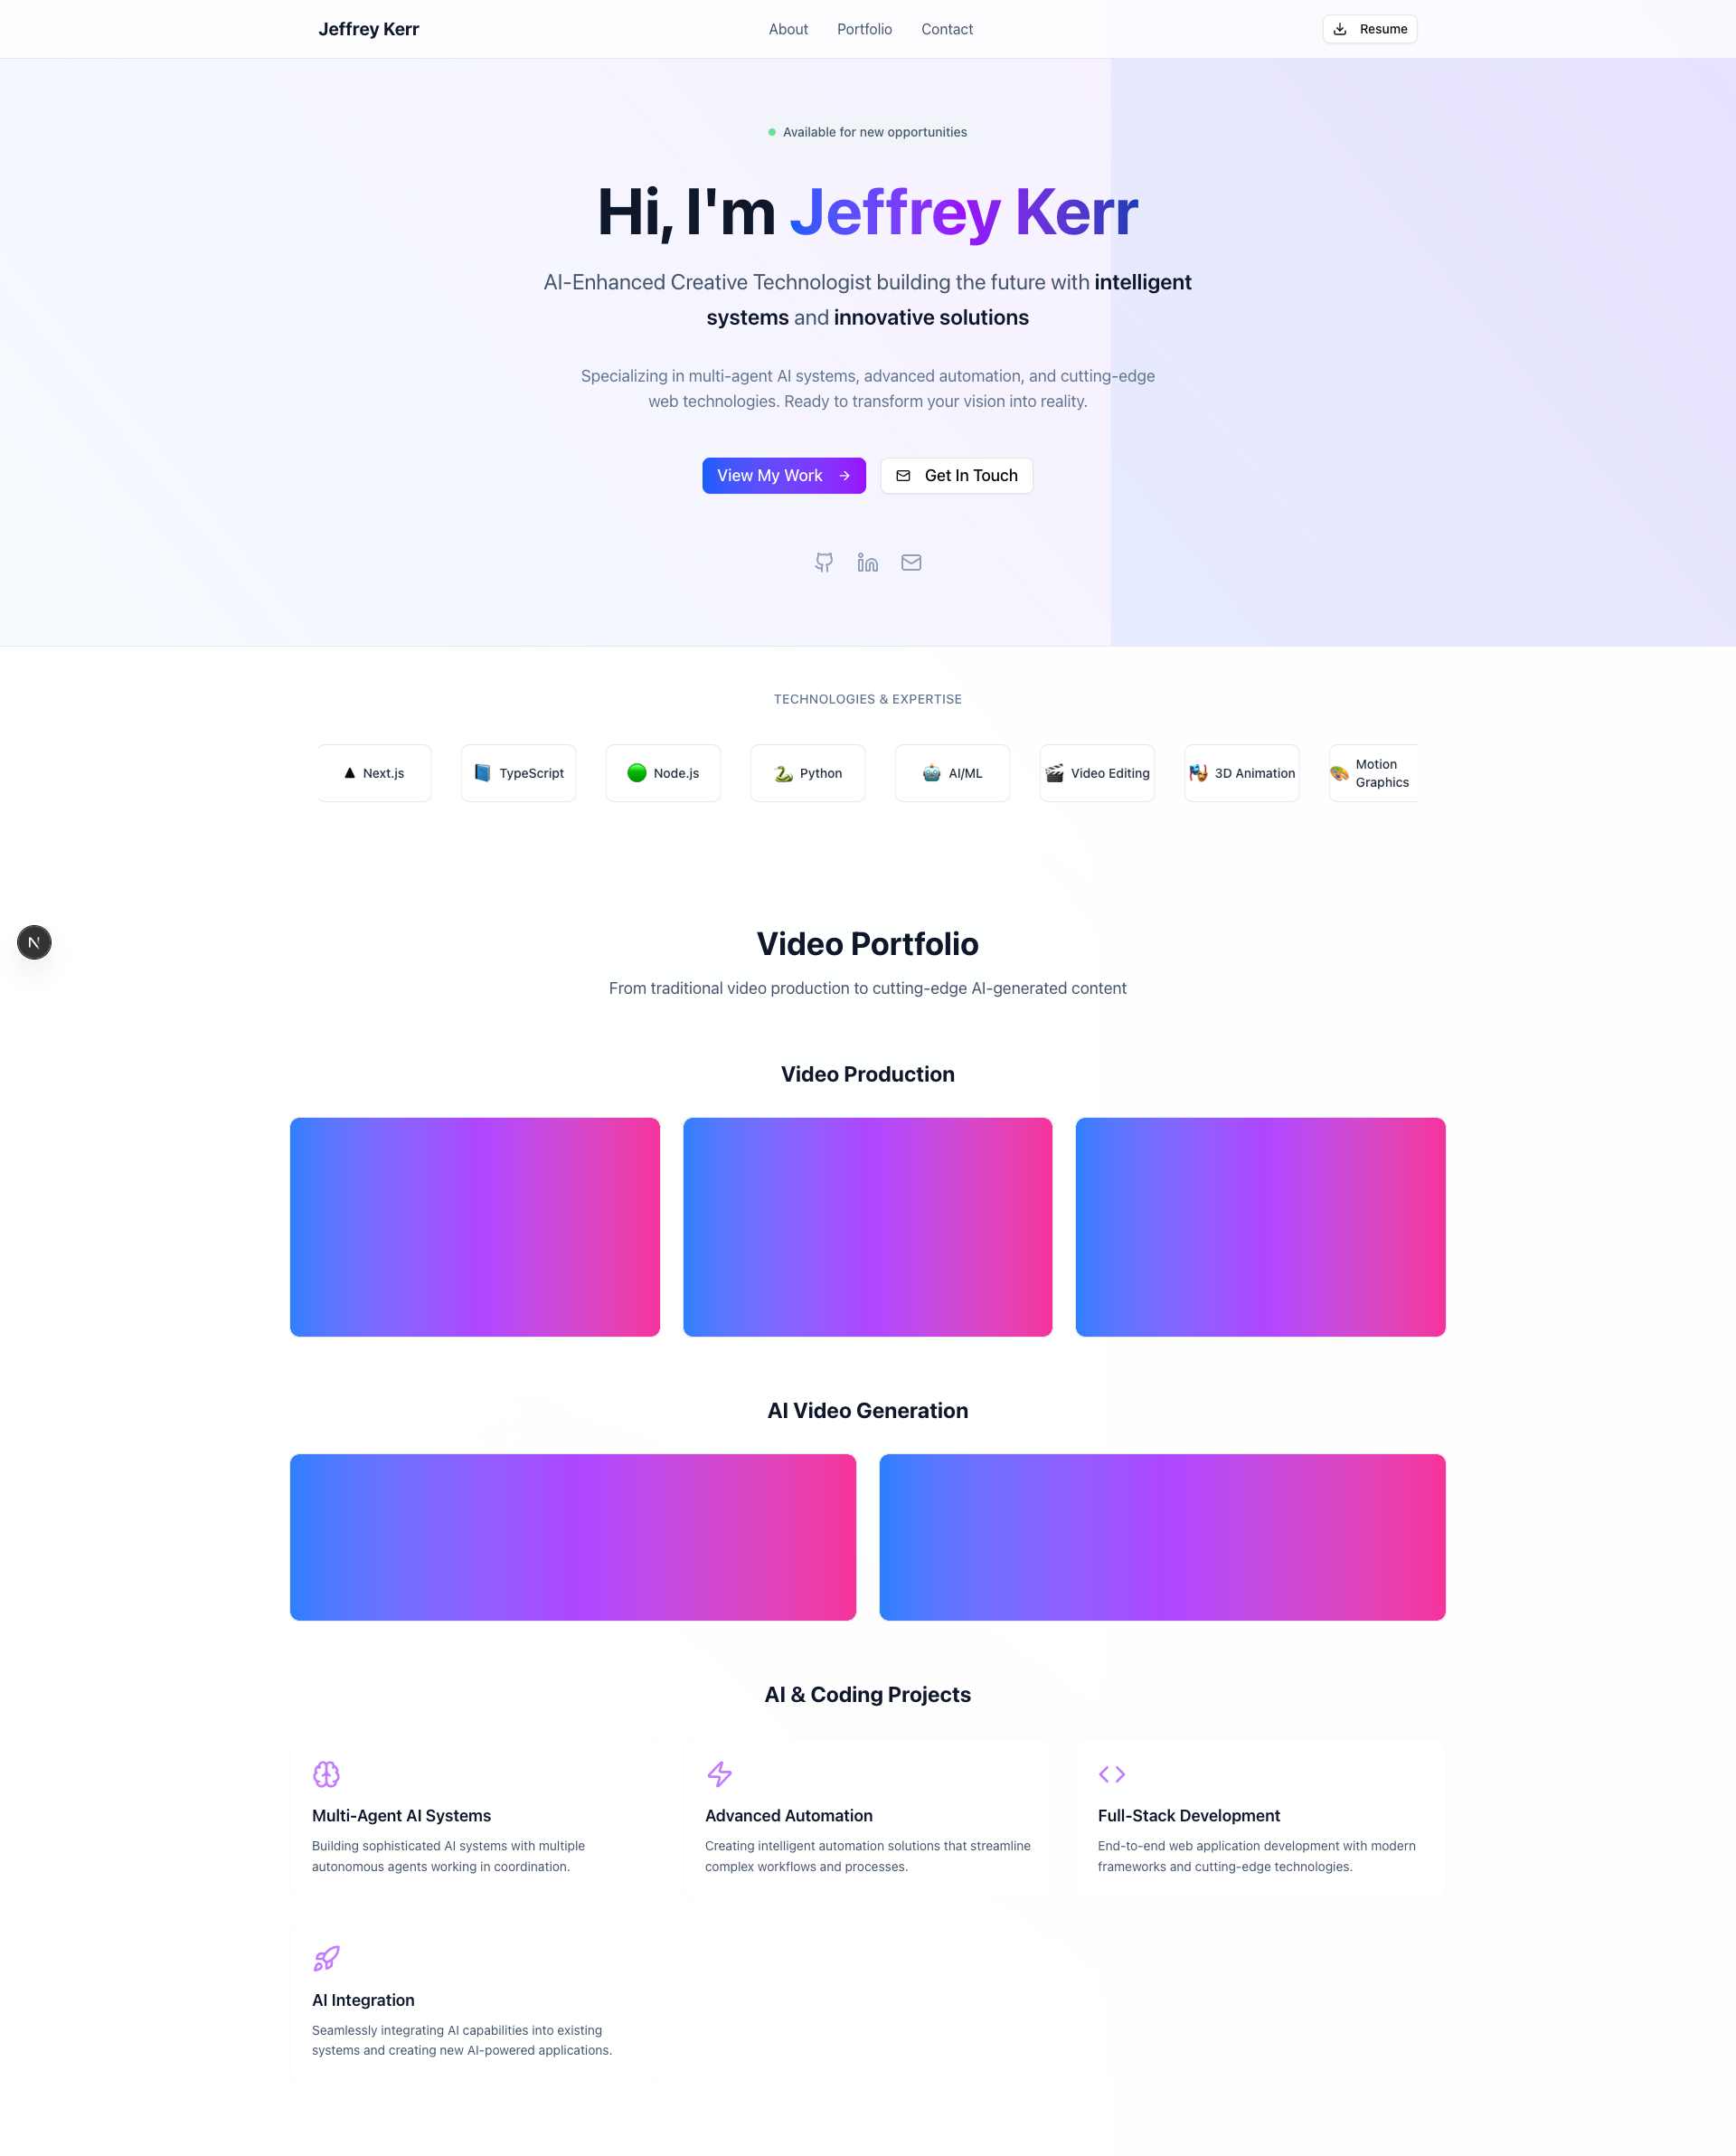 Jeffrey Kerr
About Portfolio Contact
Resume
Available for new opportunities
Hi, I'm Jeffrey Kerr
AI-Enhanced Creative Technologist building the future with intelligent
systems and innovative solutions
Specializing in multi-agent AI systems, advanced automation, and cutting-edge
web technologies. Ready to transform your vision into reality.
View My Work
Get In Touch
TECHNOLOGIES & EXPERTISE
Next.js
TypeScript
Node.js
Python
AI/ML
Video Editing
3D Animation
Motion
Graphics
N
Video Portfolio
From traditional video production to cutting-edge AI-generated content
Video Production
AI Video Generation
AI & Coding Projects
Multi-Agent AI Systems
Building sophisticated AI systems with multiple
autonomous agents working in coordination.
Advanced Automation
Creating intelligent automation solutions that streamline
complex workflows and processes.
Full-Stack Development
End-to-end web application development with modern
frameworks and cutting-edge technologies.
AI Integration
Seamlessly integrating AI capabilities into existing
systems and creating new AI-powered applications.